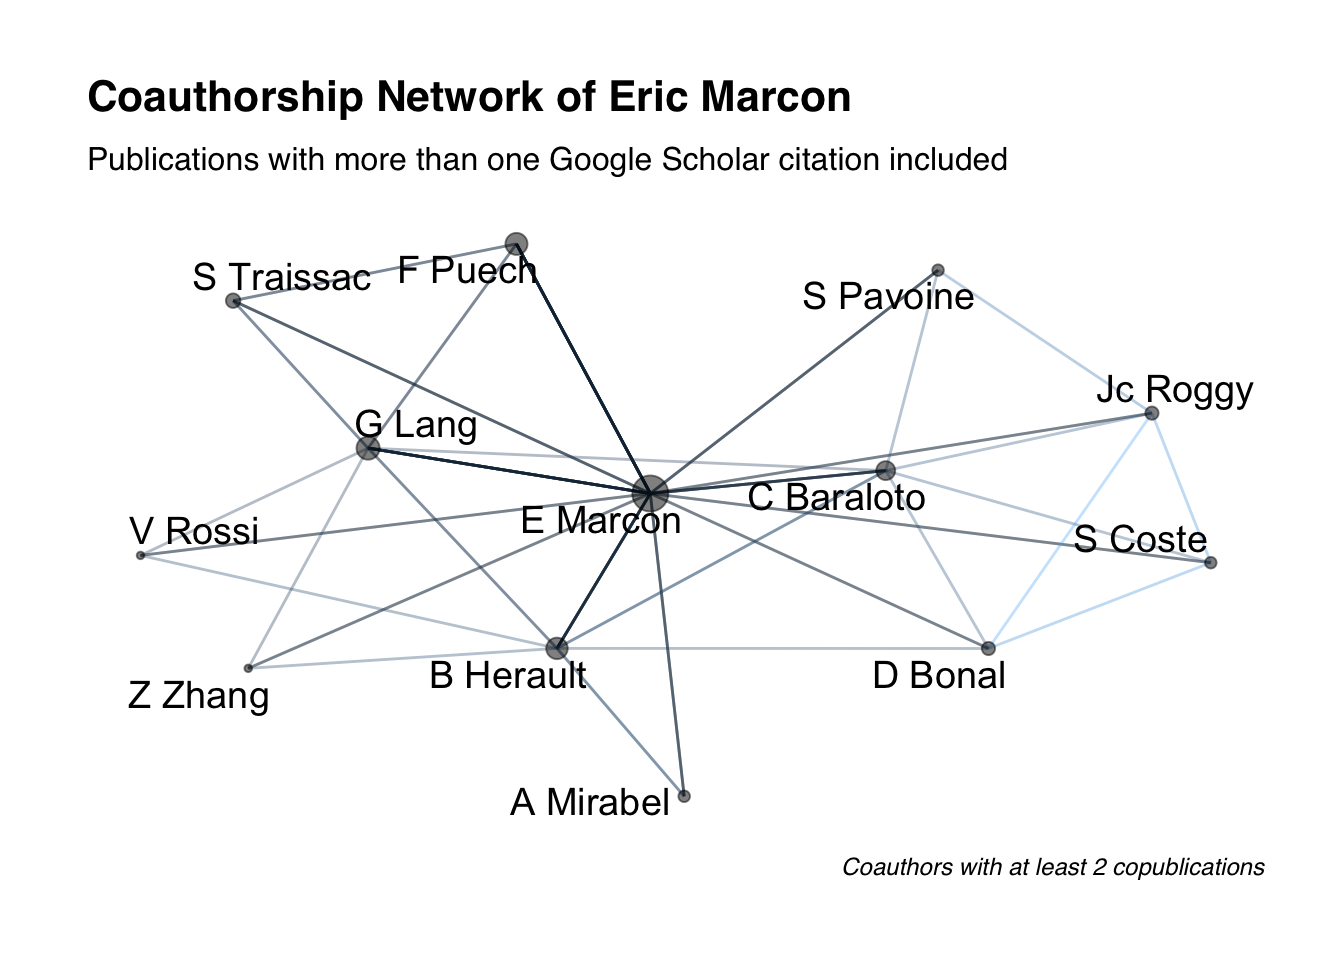 Coauthorship Network of Eric Marcon
Publications with more than one Google Scholar citation included
S Traissac
F Puech
S Pavoine
Jc Roggy
G Lang
C Baraloto
E Marcon
V Rossi
S Coste
Z Zhang
B Herault
D Bonal
A Mirabel
Coauthors with at least 2 copublications